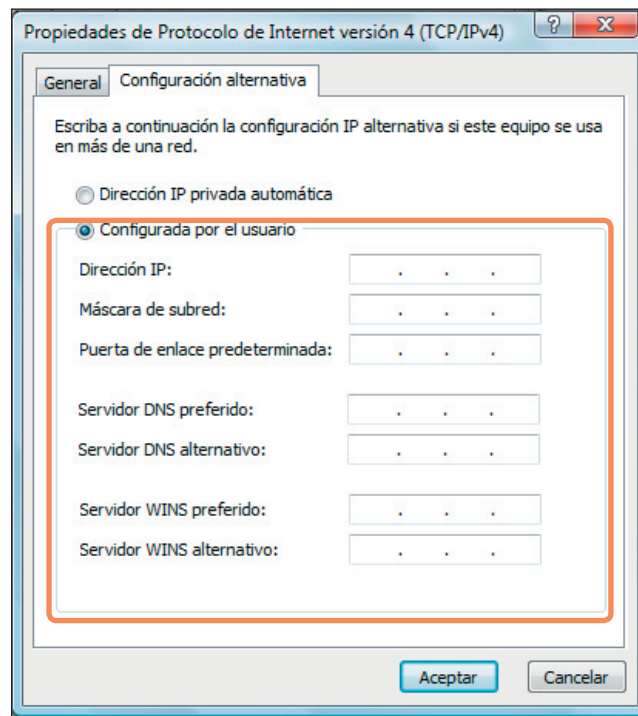 Propiedades de Protocolo de Internet versión 4 (TCP/IPv4)
?
X
General
Configuración alternativa
Escriba a continuación la configuración IP alternativa si este equipo se usa
en más de una red.
Dirección IP privada automática
Configurada por el usuario
Dirección IP: . . .
Máscara de subred: . . .
Puerta de enlace predeterminada: . . .
Servidor DNS preferido: . . .
Servidor DNS alternativo: . . .
Servidor WINS preferido: . . .
Servidor WINS alternativo: . . .
Aceptar
Cancelar